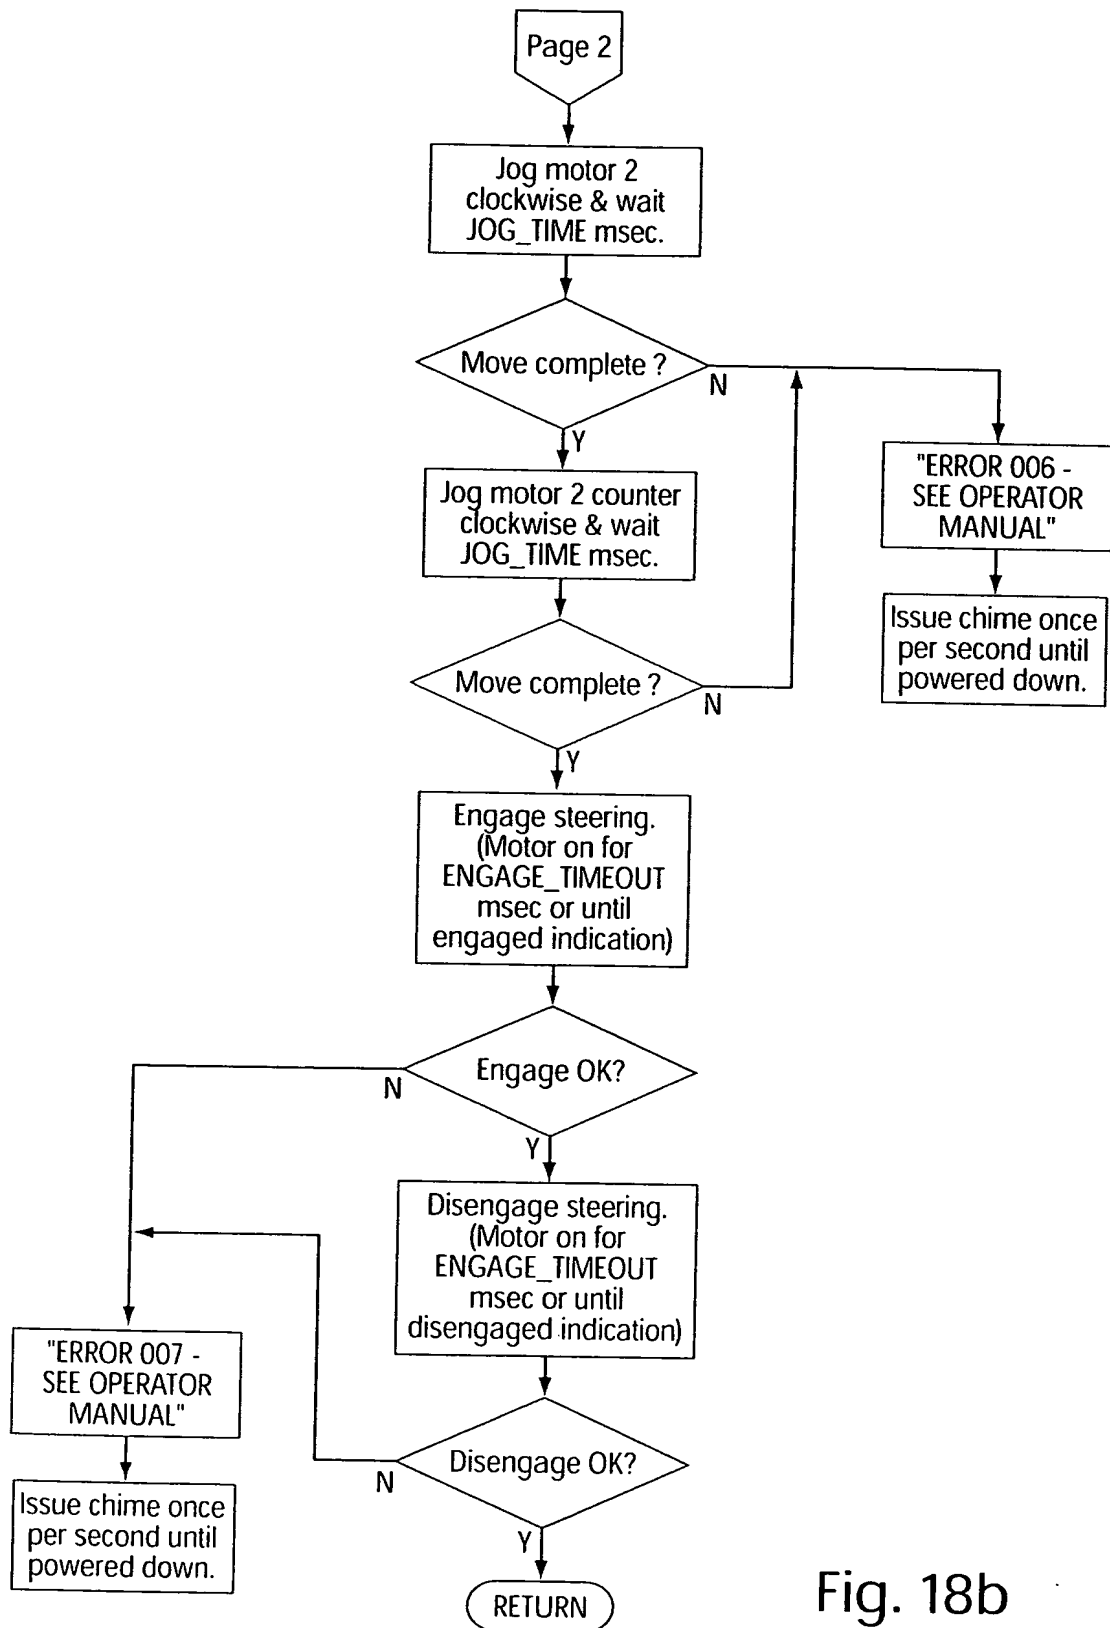 Page 2
Jog motor 2
clockwise & wait
JOG_TIME msec.
Move complete ?
N
Y
"ERROR 006 -
SEE OPERATOR
MANUAL"
Jog motor 2 counter
clockwise & wait
JOG_TIME msec.
Issue chime once
per second until
powered down.
Move complete ?
N
Y
Engage steering.
(Motor on for
ENGAGE_TIMEOUT
msec or until
engaged indication)
Engage OK?
N
Y
Disengage steering.
(Motor on for
ENGAGE_TIMEOUT
msec or until
disengaged indication)
"ERROR 007 -
SEE OPERATOR
MANUAL"
Disengage OK?
N
Issue chime once
per second until
powered down.
Y
RETURN
Fig. 18b